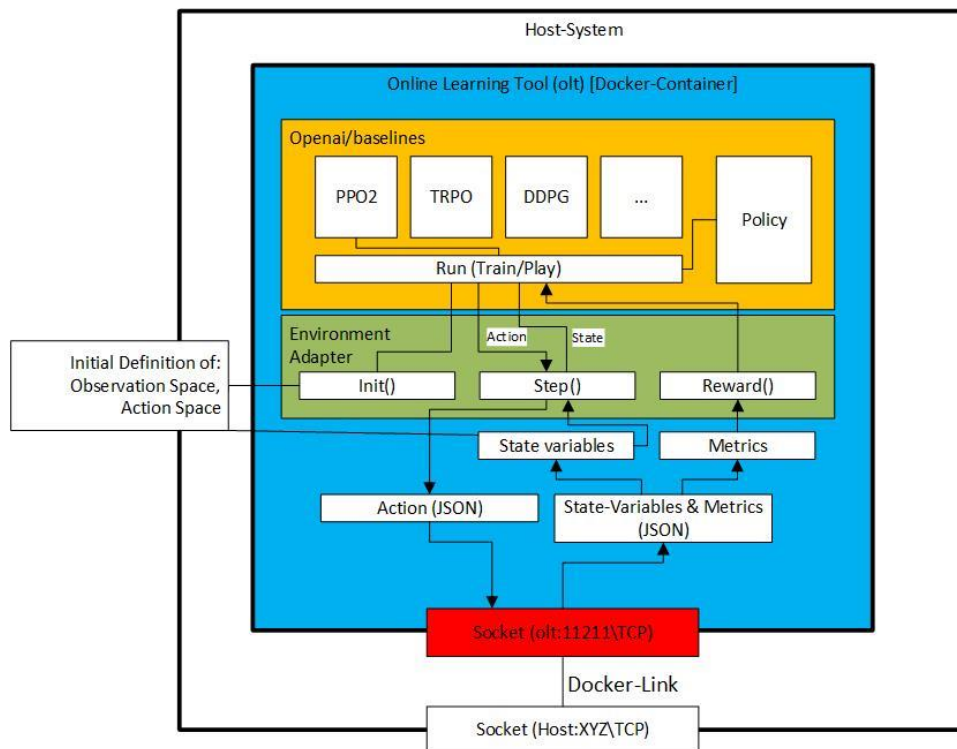 Host-System
Online Learning Tool (olt) [Docker-Container]
Openai/baselines
PPO2
TRPO
DDPG
...
Policy
Run (Train/Play)
Environment
Adapter
Action
State
Initial Definition of:
Observation Space,
Action Space
Init()
Step()
Reward()
State variables
Metrics
Action (JSON)
State-Variables & Metrics
(JSON)
Socket (olt:11211\TCP)
Docker-Link
Socket (Host:XYZ\TCP)